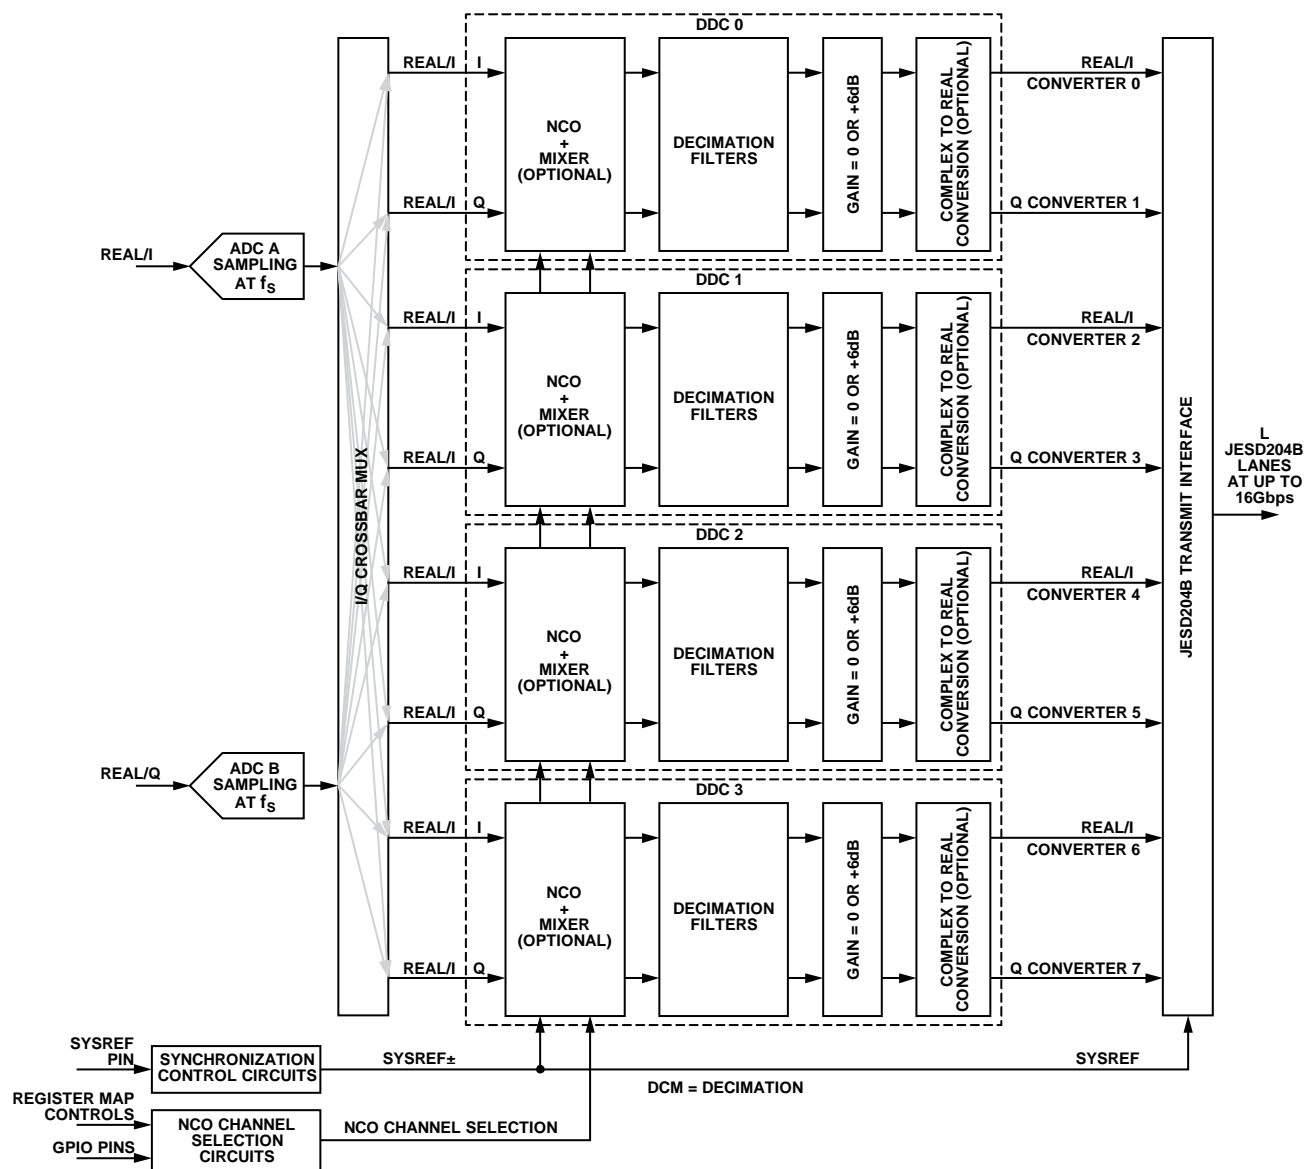 DDC 0
REAL/I
I
NCO
+
MIXER
(OPTIONAL)
DECIMATION
FILTERS
GAIN = 0 OR +6dB
COMPLEX TO REAL
CONVERSION (OPTIONAL)
REAL/I
CONVERTER 0
REAL/I
Q
Q CONVERTER 1
REAL/I
ADC A
SAMPLING
AT fS
DDC 1
REAL/I
I
NCO
+
MIXER
(OPTIONAL)
DECIMATION
FILTERS
GAIN = 0 OR +6dB
COMPLEX TO REAL
CONVERSION (OPTIONAL)
REAL/I
CONVERTER 2
REAL/I
Q
Q CONVERTER 3
I/Q CROSSBAR MUX
JESD204B TRANSMIT INTERFACE
L
JESD204B
LANES
AT UP TO
16Gbps
DDC 2
REAL/I
I
NCO
+
MIXER
(OPTIONAL)
DECIMATION
FILTERS
GAIN = 0 OR +6dB
COMPLEX TO REAL
CONVERSION (OPTIONAL)
REAL/I
CONVERTER 4
REAL/I
Q
Q CONVERTER 5
REAL/Q
ADC B
SAMPLING
AT fS
DDC 3
REAL/I
I
NCO
+
MIXER
(OPTIONAL)
DECIMATION
FILTERS
GAIN = 0 OR +6dB
COMPLEX TO REAL
CONVERSION (OPTIONAL)
REAL/I
CONVERTER 6
REAL/I
Q
Q CONVERTER 7
SYSREF
PIN
SYNCHRONIZATION
CONTROL CIRCUITS
SYSREF±
SYSREF
DCM = DECIMATION
REGISTER MAP
CONTROLS
GPIO PINS
NCO CHANNEL
SELECTION
CIRCUITS
NCO CHANNEL SELECTION